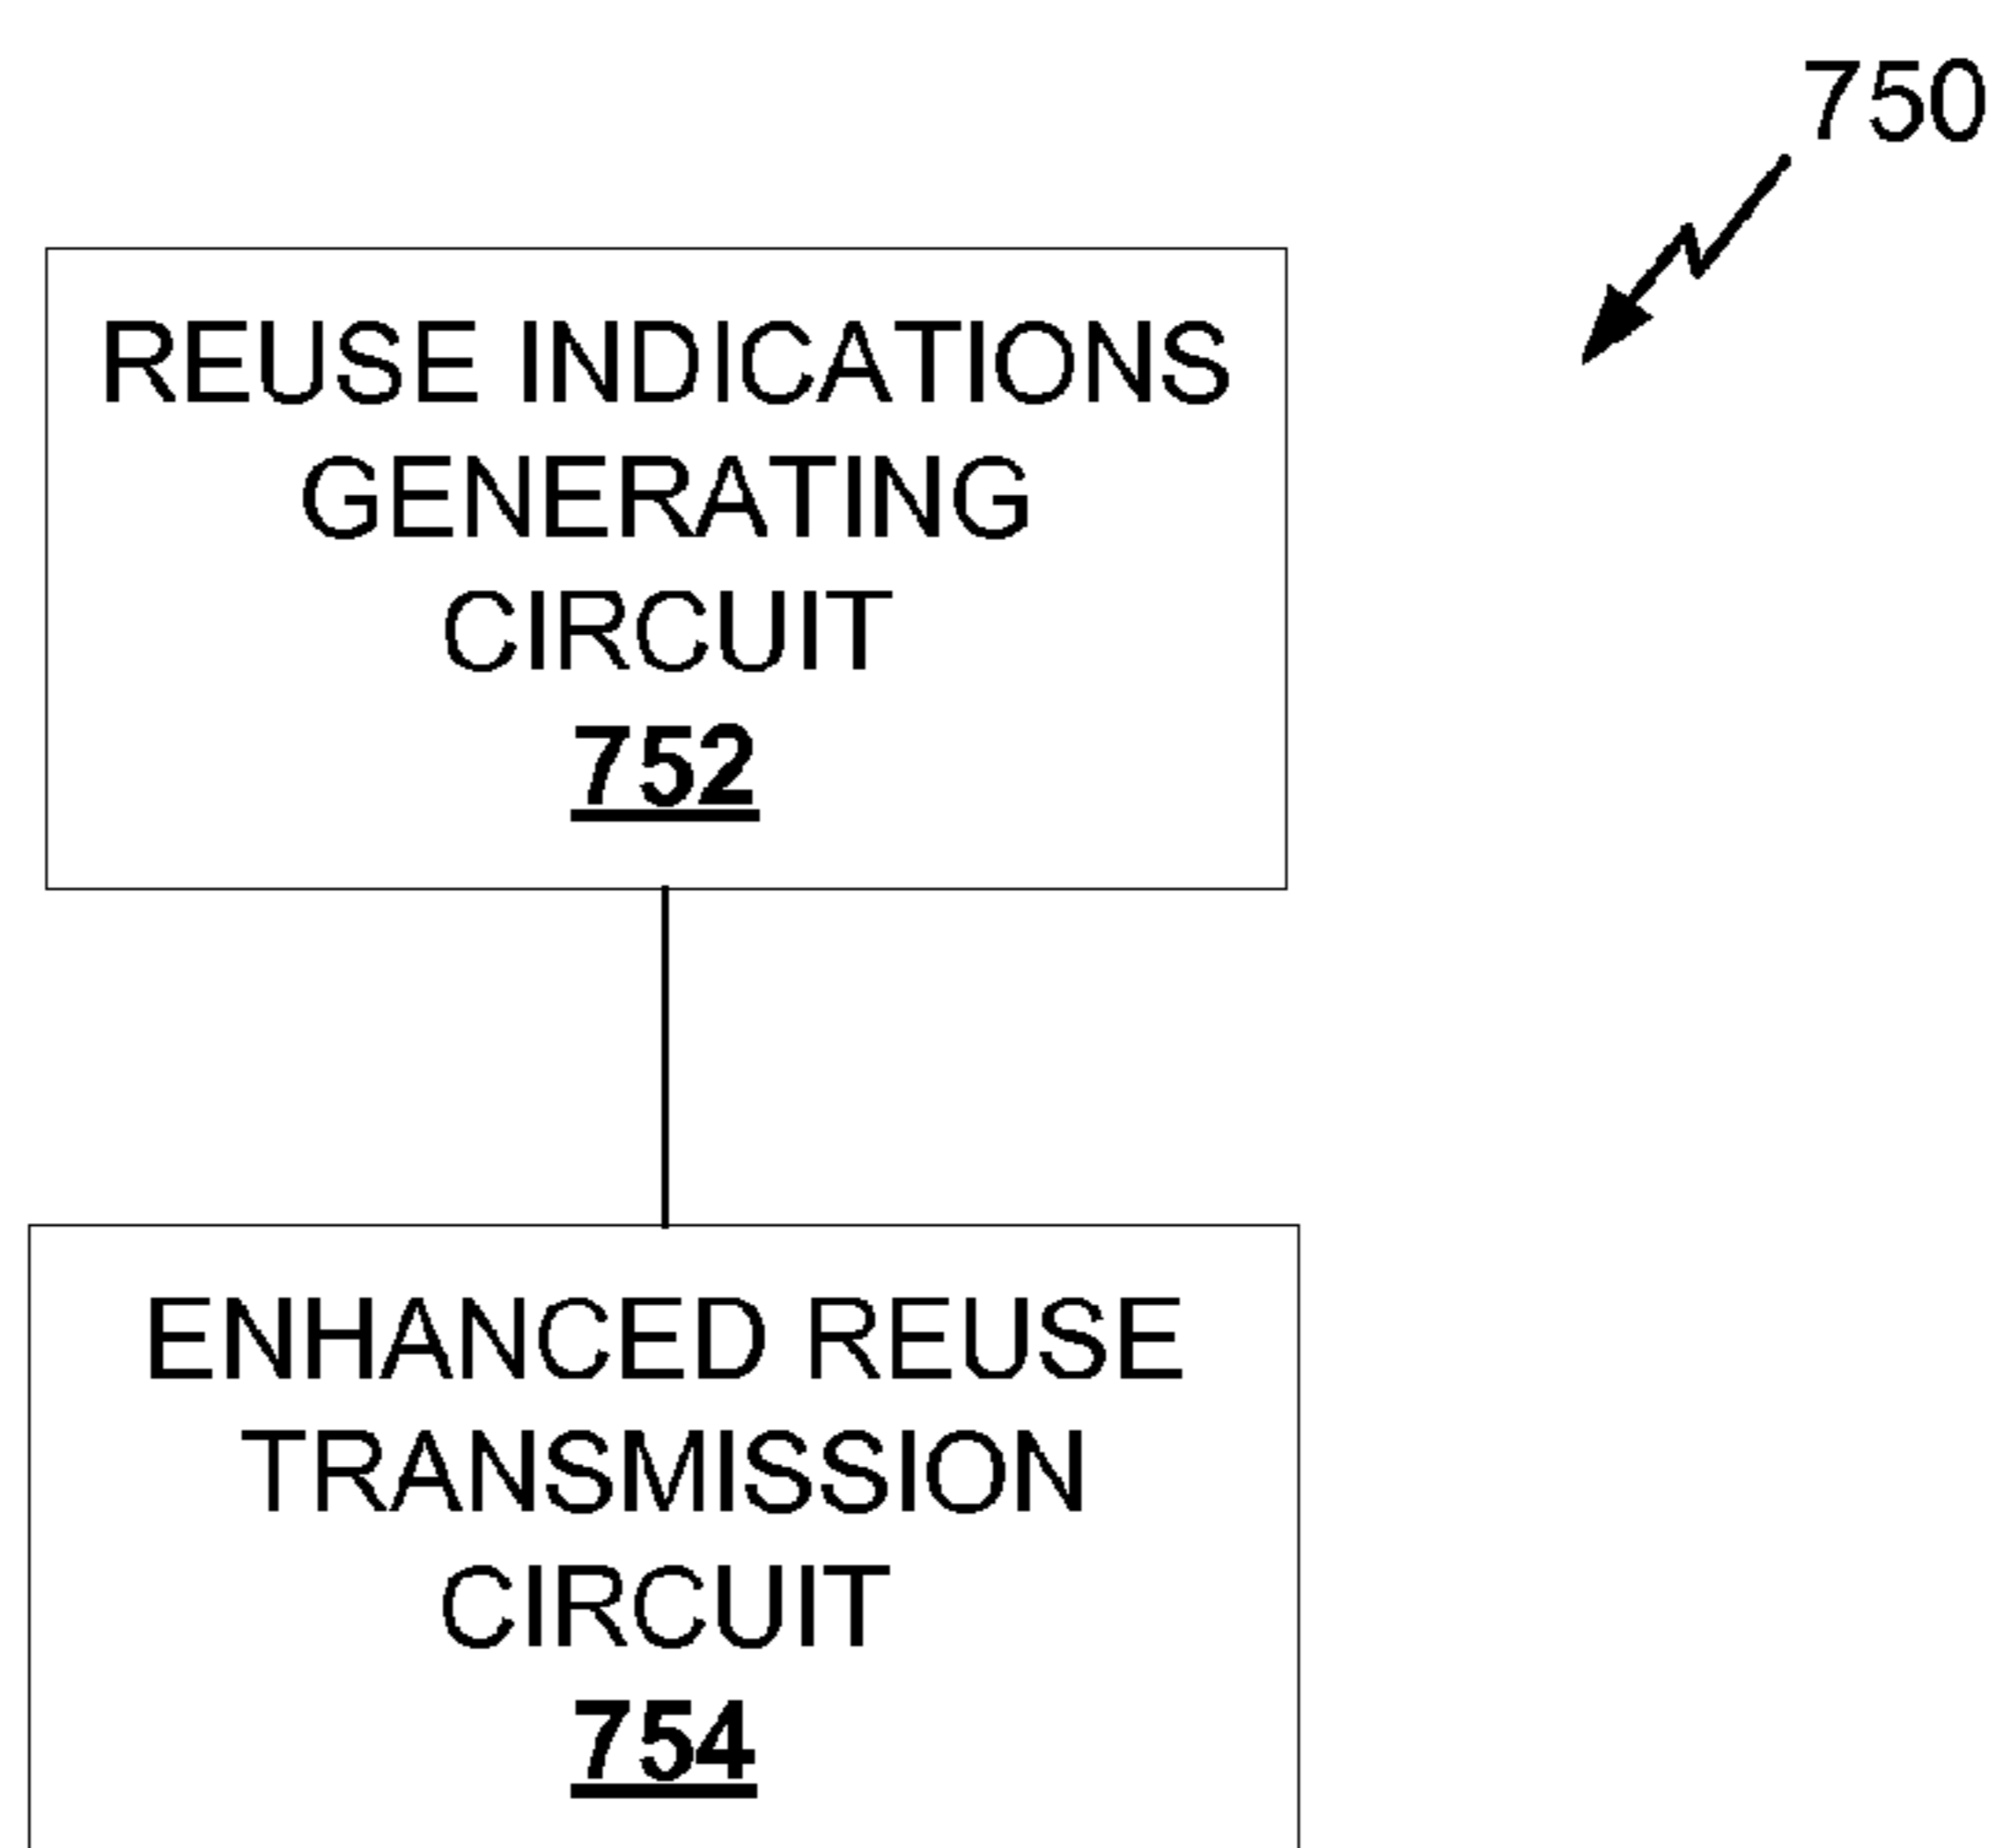 750
REUSE INDICATIONS
GENERATING
CIRCUIT
752
ENHANCED REUSE
TRANSMISSION
CIRCUIT
754